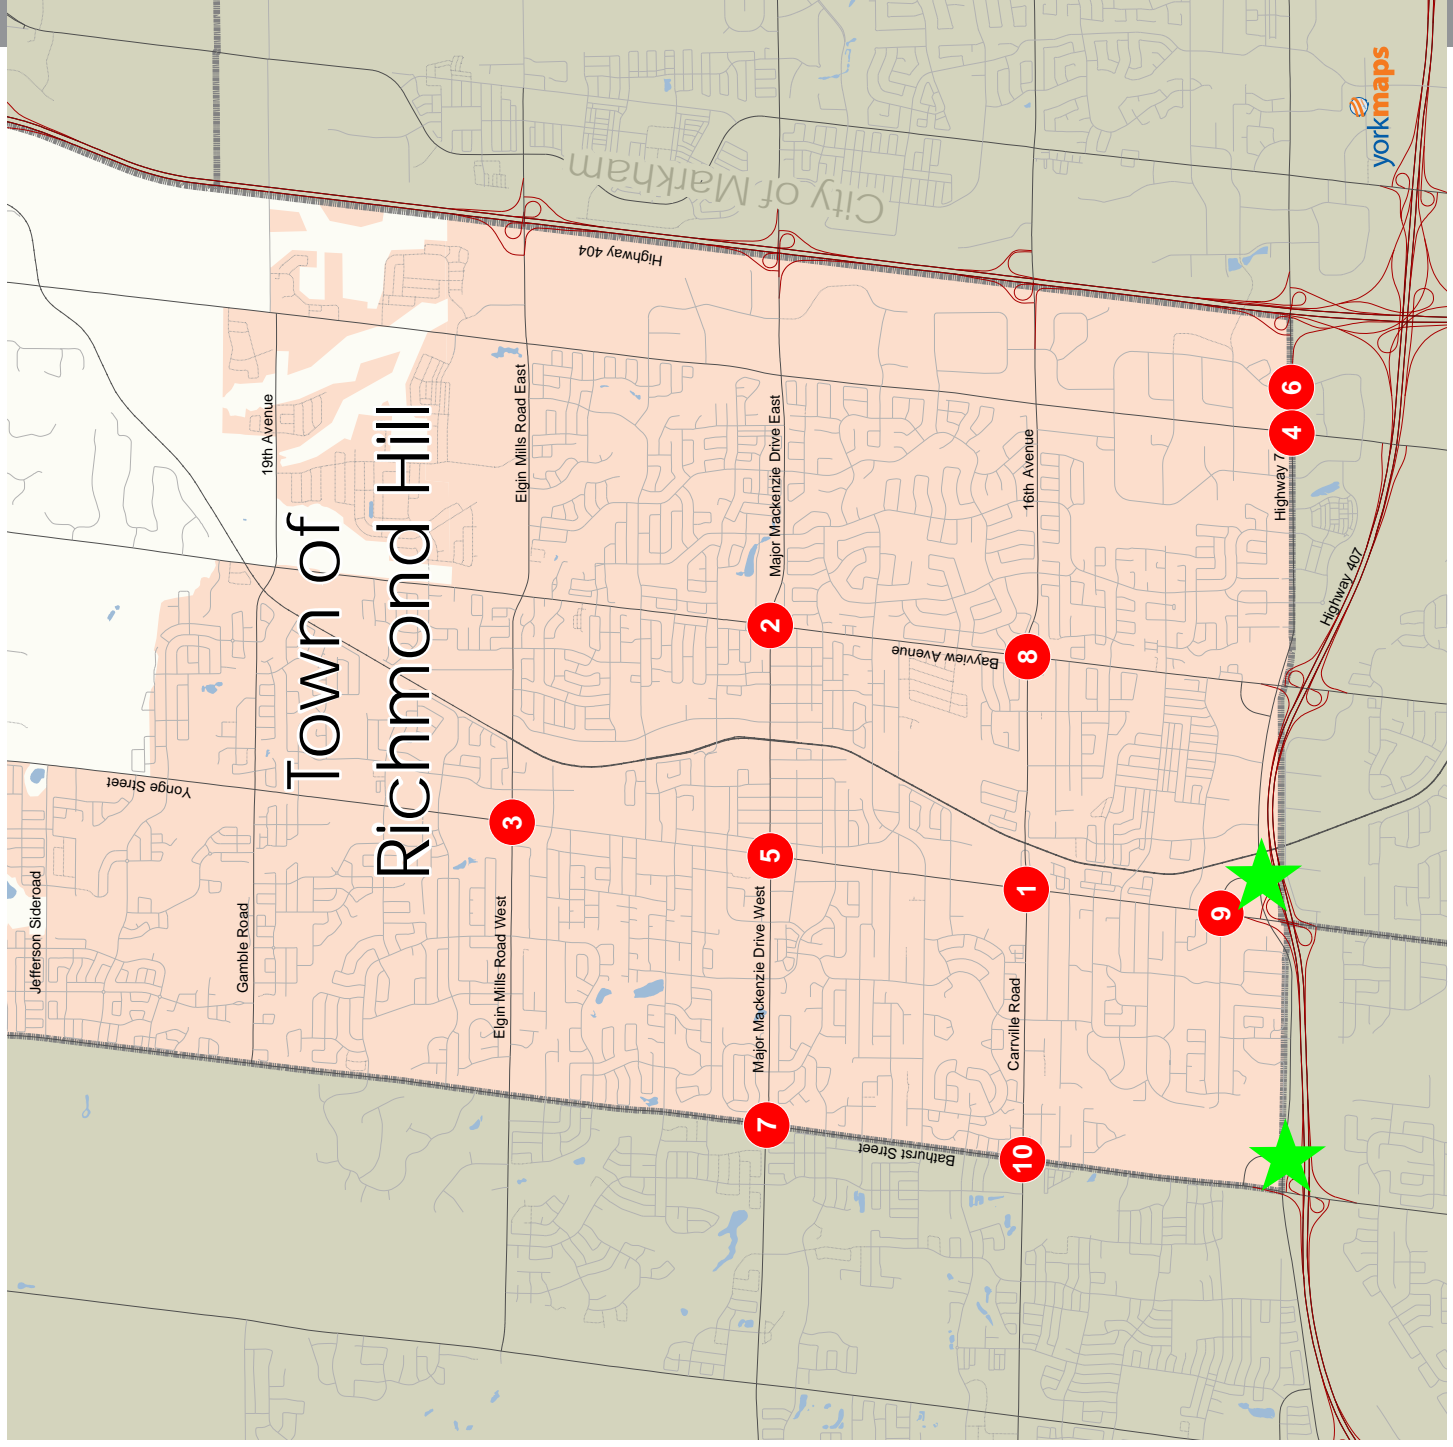 Town of
Richmond Hill
City of Markham
yorkmaps
Highway 404
19th Avenue
Elgin Mills Road East
Major Mackenzie Drive East
16th Avenue
Highway 7
Highway 407
Bayview Avenue
Yonge Street
Jefferson Sideroad
Gamble Road
Elgin Mills Road West
Major Mackenzie Drive West
Carrville Road
Bathurst Street
6
4
2
8
3
5
1
9
7
10